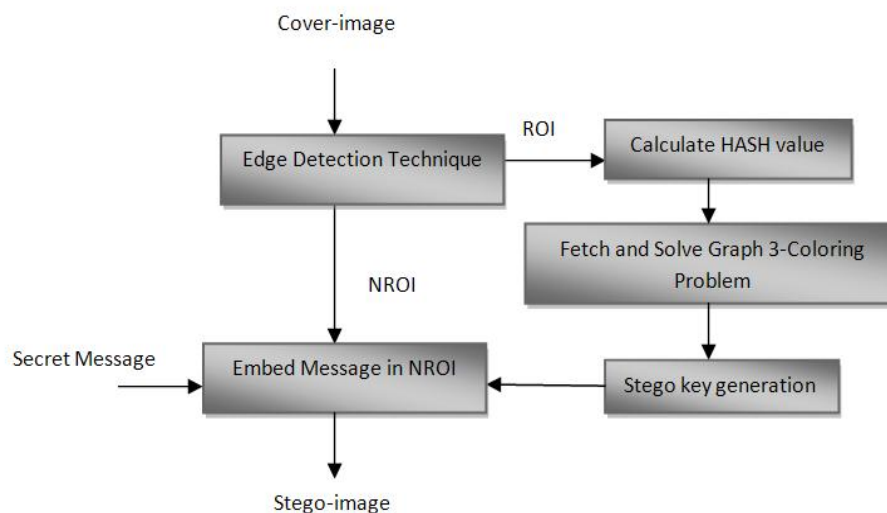 Cover-image
ROI
Edge Detection Technique
Calculate HASH value
Fetch and Solve Graph 3-Coloring
Problem
NROI
Secret Message
Embed Message in NROI
Stego key generation
Stego-image